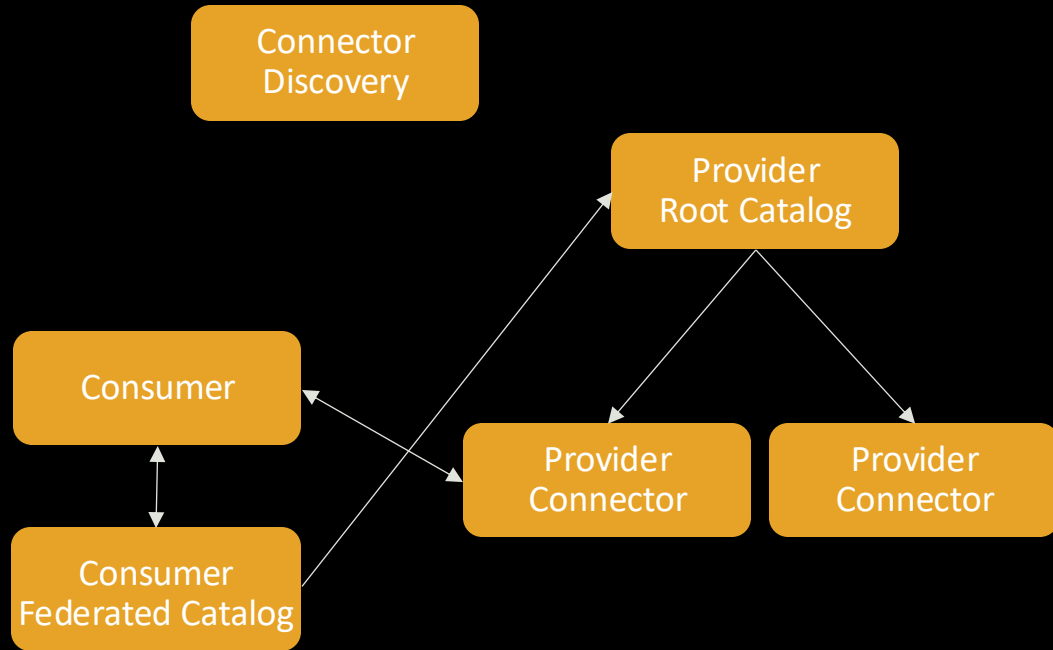 Connector
Discovery
Provider
Root Catalog
Consumer
Provider
Connector
Provider
Connector
Consumer
Federated Catalog